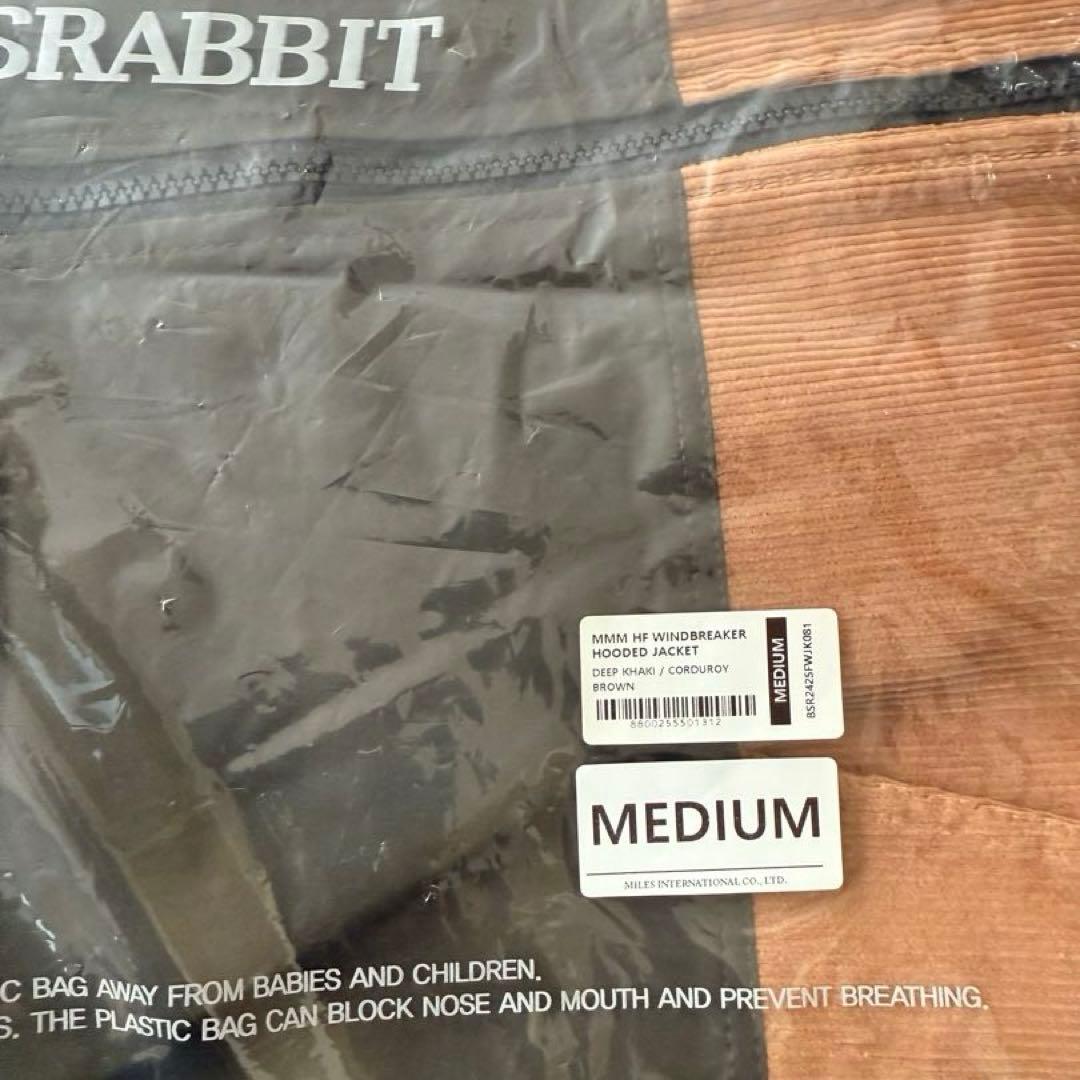 SRABBIT
MMM HF WINDBREAKER
HOODED JACKET
DEEP KHAKI / CORDUROY
BROWN
8800255501312
MEDIUM
BSR2425FWJK081
MEDIUM
MILES INTERNATIONAL CO., LTD.
C BAG AWAY FROM BABIES AND CHILDREN.
S. THE PLASTIC BAG CAN BLOCK NOSE AND MOUTH AND PREVENT BREATHING.